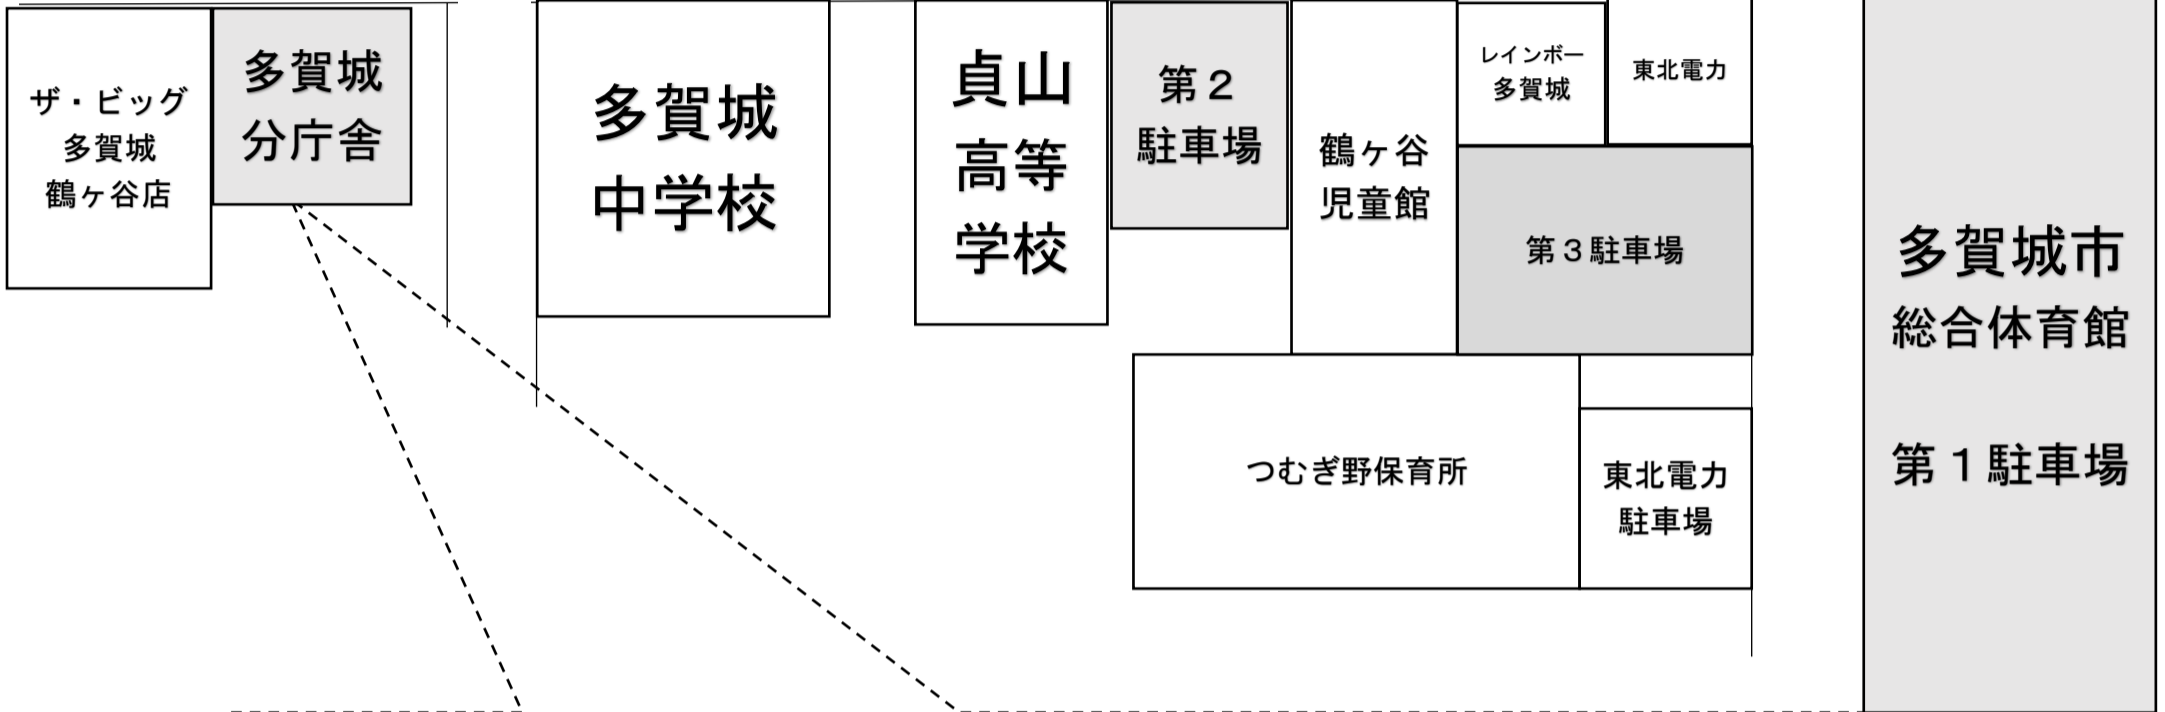 ザ・ビッグ
多賀城
鶴ヶ谷店
多賀城
分庁舎
多賀城
中学校
貞山
高等
学校
第２
駐車場
鶴ヶ谷
児童館
レインボー
多賀城
東北電力
第３駐車場
つむぎ野保育所
東北電力
駐車場
多賀城市
総合体育館
第１駐車場